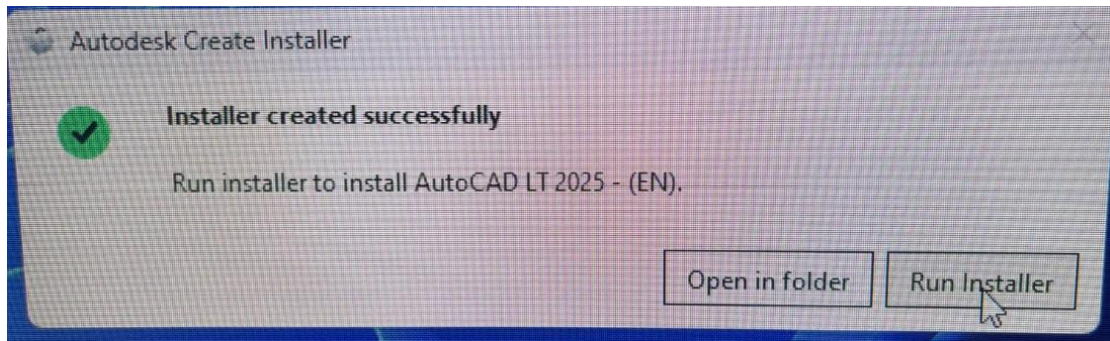 Autodesk Create Installer
Installer created successfully
Run installer to install AutoCAD LT 2025 - (EN).
Open in folder
Run Installer